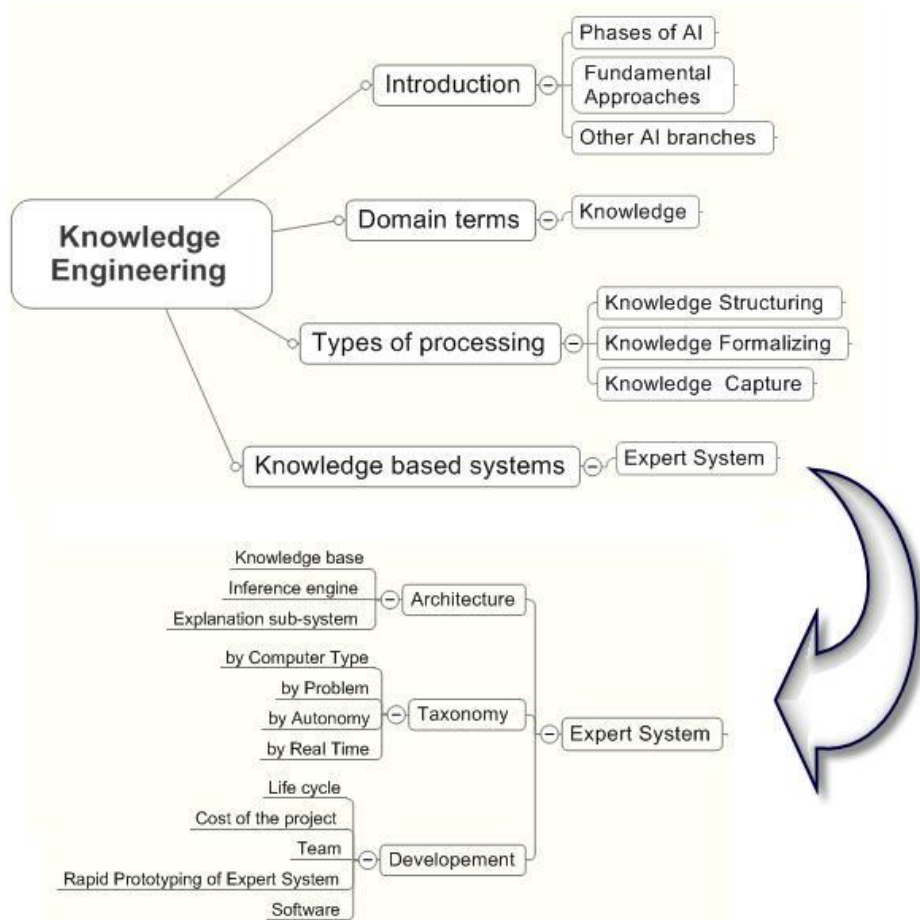 Phases of AI
Introduction
Fundamental
Approaches
Other AI branches
Knowledge
Engineering
Domain terms
Knowledge
Types of processing
Knowledge Structuring
Knowledge Formalizing
Knowledge Capture
Knowledge based systems
Expert System
Knowledge base
Inference engine
Explanation sub-system
Architecture
by Computer Type
by Problem
by Autonomy
by Real Time
Taxonomy
Expert System
Life cycle
Cost of the project
Team
Rapid Prototyping of Expert System
Software
Developement